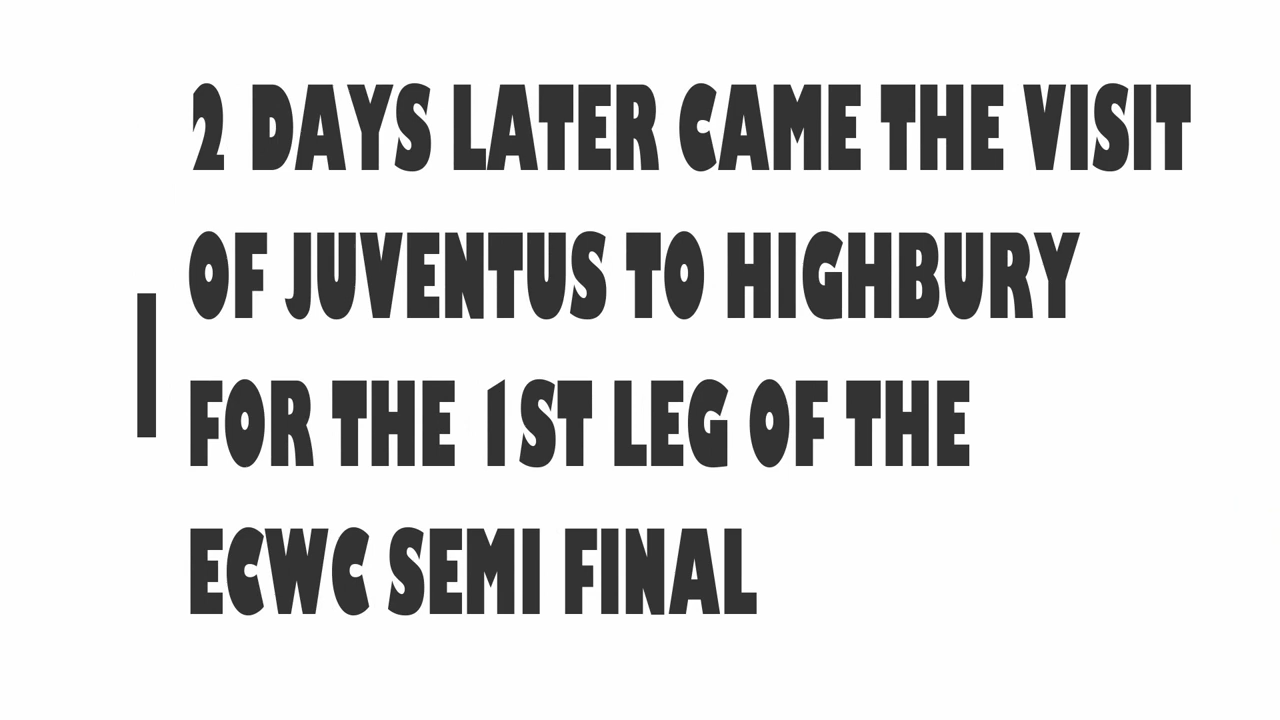 2 DAYS LATER CAME THE VISIT
OF JUVENTUS TO HIGHBURY
FOR THE 1ST LEG OF THE
ECWC SEMI FINAL